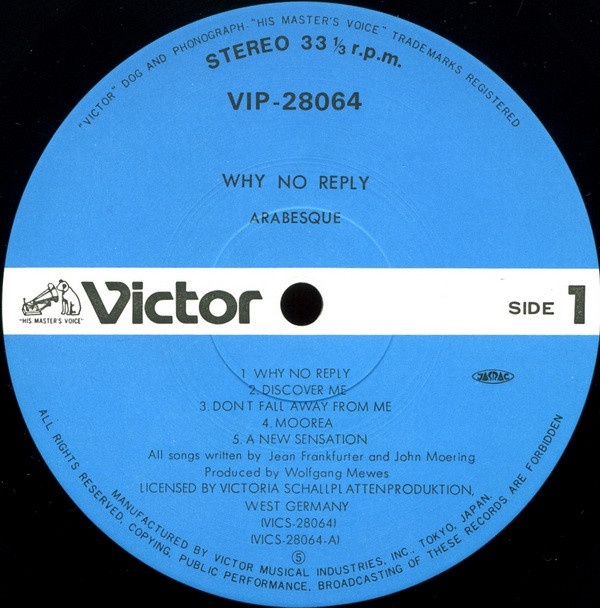 "VICTOR" DOG AND PHONOGRAPH-"HIS MASTER'S VOICE" TRADEMARKS REGISTERED
STEREO 33 1/3 r.p.m.
VIP-28064
WHY NO REPLY
ARABESQUE
"HIS MASTER'S VOICE"
Victor
SIDE 1
1 WHY NO REPLY
JASRAC
2. DISCOVER ME
3. DON'T FALL AWAY FROM ME
4. MOOREA
5. A NEW SENSATION
All songs written by Jean Frankfurter and John Moering
Produced by Wolfgang Mewes
LICENSED BY VICTORIA SCHALLPLATTENPRODUKTION,
WEST GERMANY
(VICS-28064)
(VICS-28064-A)
⑤
MANUFACTURED BY VICTOR MUSICAL INDUSTRIES, INC., TOKYO, JAPAN.
ALL RIGHTS RESERVED. COPYING, PUBLIC PERFORMANCE, BROADCASTING OF THESE RECORDS ARE FORBIDDEN